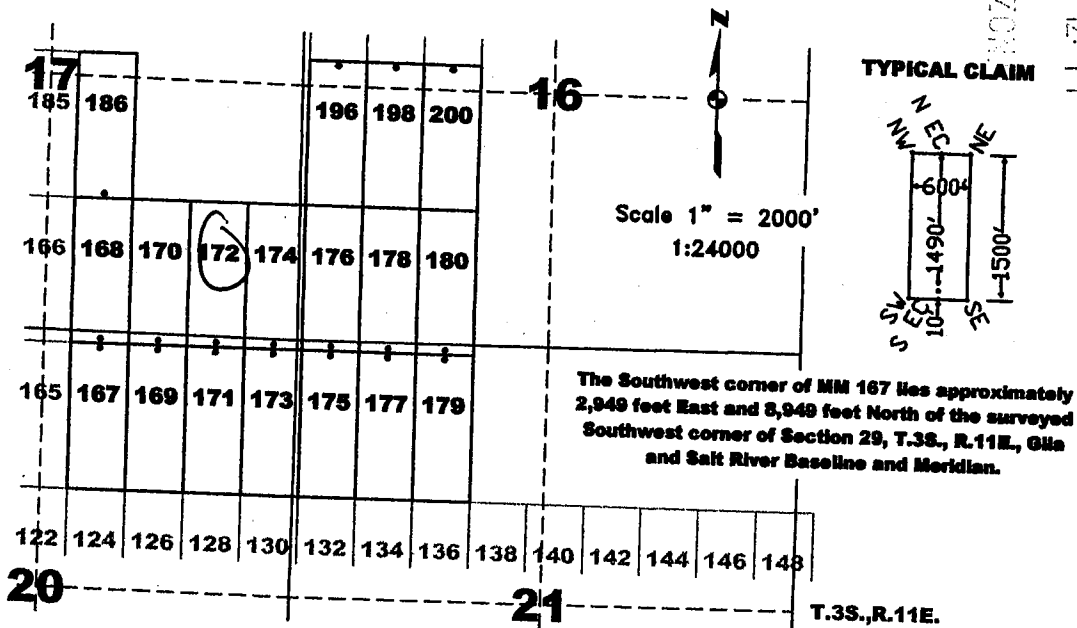 17
16
185 186
196 198 200
166 168 170 172 174 176 178 180
165 167 169 171 173 175 177 179
122 124 126 128 130 132 134 136 138 140 142 144 146 148
20
21
T.3S.,R.11E.
N
Scale 1" = 2000'
1:24000
TYPICAL CLAIM
NW
N EC
NE
600'
1490'
1500'
10'
SW
S EC
SE
The Southwest corner of MM 167 lies approximately
2,949 feet East and 8,949 feet North of the surveyed
Southwest corner of Section 29, T.3S., R.11E., Gila
and Salt River Baseline and Meridian.